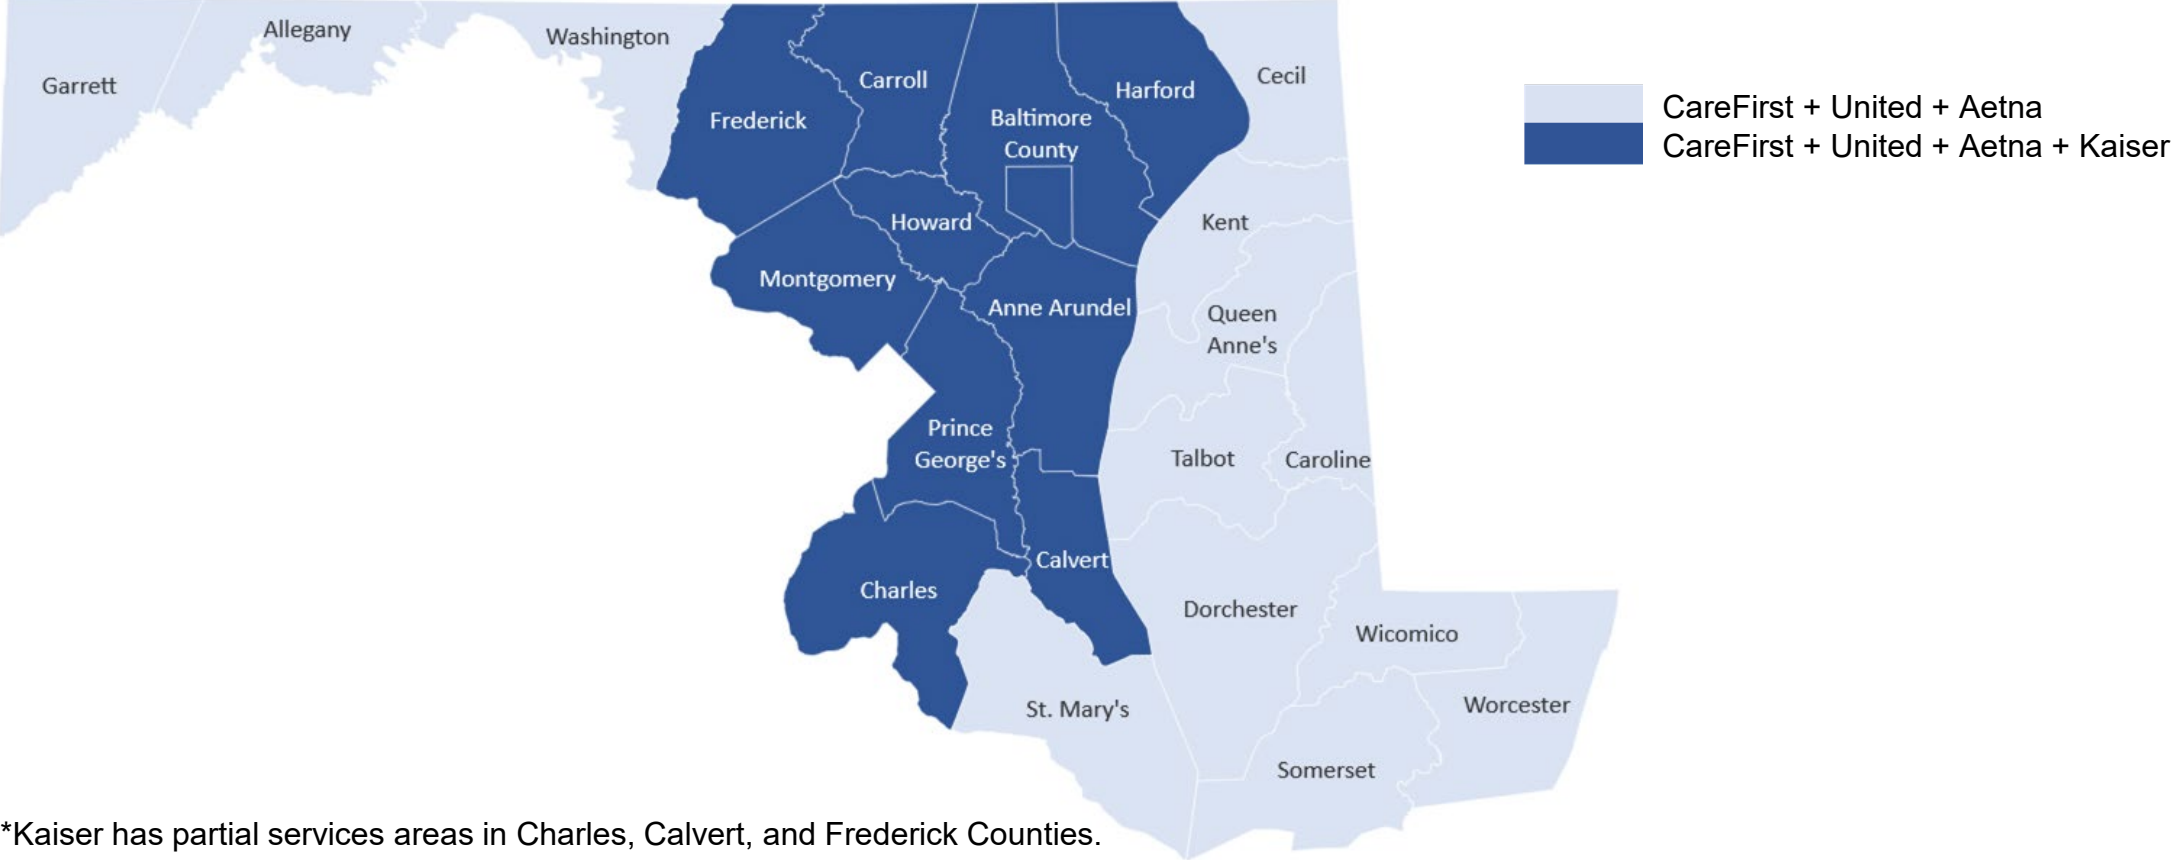 Garrett
Allegany
Washington
Frederick
Carroll
Baltimore
County
Harford
Cecil
CareFirst + United + Aetna
CareFirst + United + Aetna + Kaiser
Howard
Kent
Montgomery
Anne Arundel
Queen
Anne's
Prince
George's
Talbot
Caroline
Calvert
Charles
Dorchester
Wicomico
St. Mary's
Worcester
Somerset
*Kaiser has partial services areas in Charles, Calvert, and Frederick Counties.